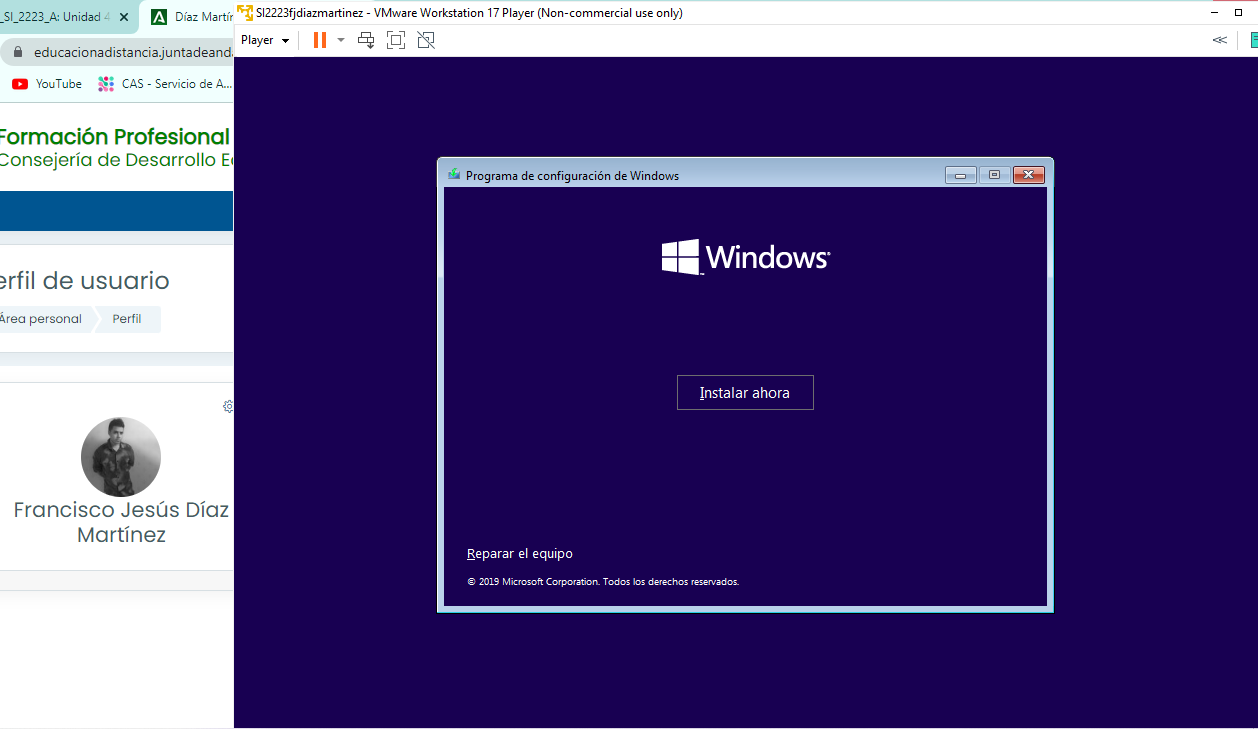 _SI_2223_A: Unidad 4
Díaz Martír
educacionadistancia.juntadeanda
YouTube
CAS - Servicio de A...
Formación Profesional
Consejería de Desarrollo E
erfil de usuario
Área personal
Perfil
Francisco Jesús Díaz
Martínez
SI2223fjdiazmartinez - VMware Workstation 17 Player (Non-commercial use only)
Player
Programa de configuración de Windows
Windows
Instalar ahora
Reparar el equipo
© 2019 Microsoft Corporation. Todos los derechos reservados.